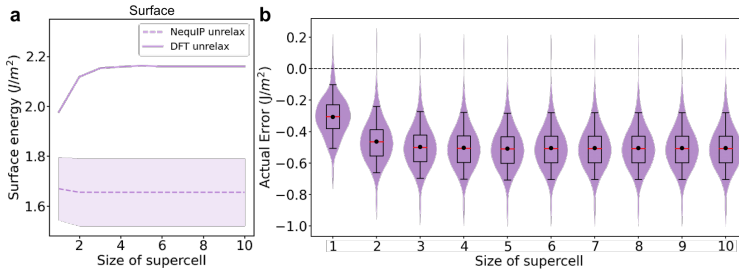 a
Surface
NequIP unrelax
DFT unrelax
Surface energy (J/m²)
2.2
2.0
1.8
1.6
0 2 4 6 8 10
Size of supercell
b
Actual Error (J/m²)
0.2
0.0
−0.2
−0.4
−0.6
−0.8
−1.0
1 2 3 4 5 6 7 8 9 10
Size of supercell